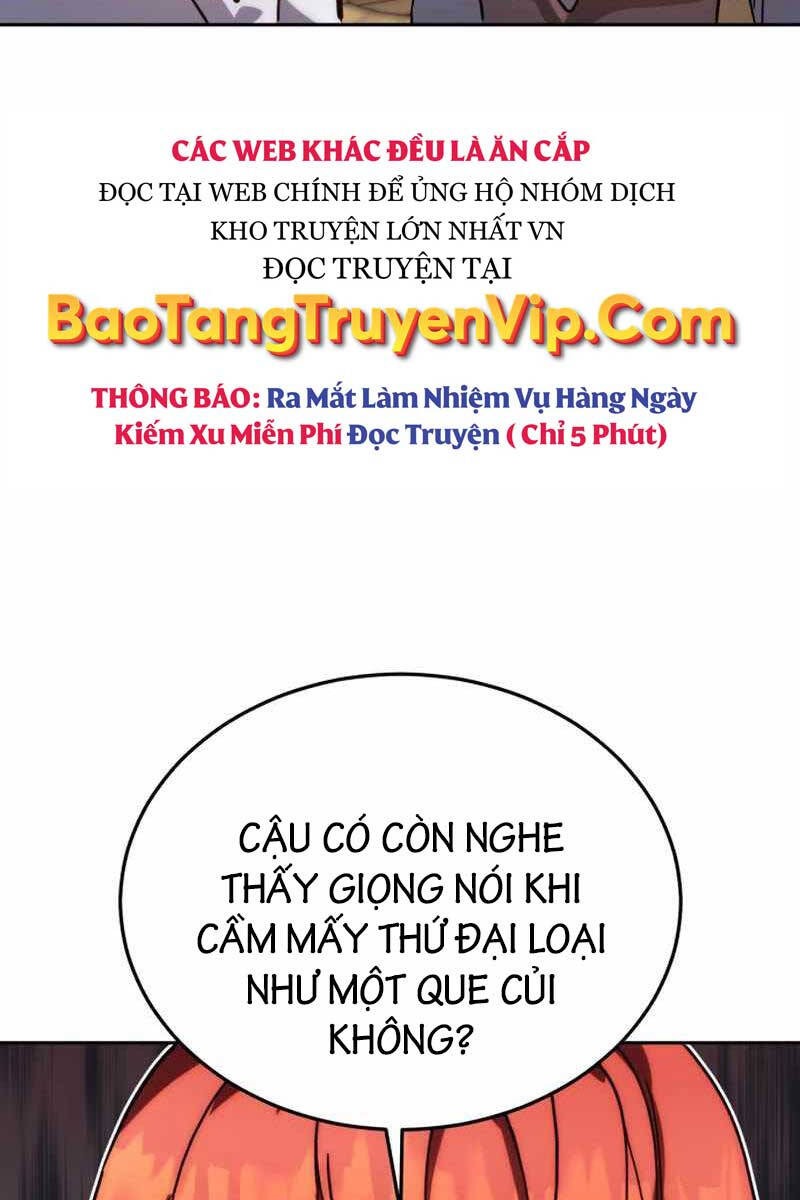 CÁC WEB KHÁC ĐỀU LÀ ĂN CẮP
ĐỌC TẠI WEB CHÍNH ĐỂ ỦNG HỘ NHÓM DỊCH
KHO TRUYỆN LỚN NHẤT VN
ĐỌC TRUYỆN TẠI
BaoTangTruyenVip.Com
THÔNG BÁO: Ra Mắt Làm Nhiệm Vụ Hàng Ngày
Kiếm Xu Miễn Phí Đọc Truyện ( Chỉ 5 Phút)
CẬU CÓ CÒN NGHE
THẤY GIỌNG NÓI KHI
CẦM MẤY THỨ ĐẠI LOẠI
NHƯ MỘT QUE CỦI
KHÔNG?